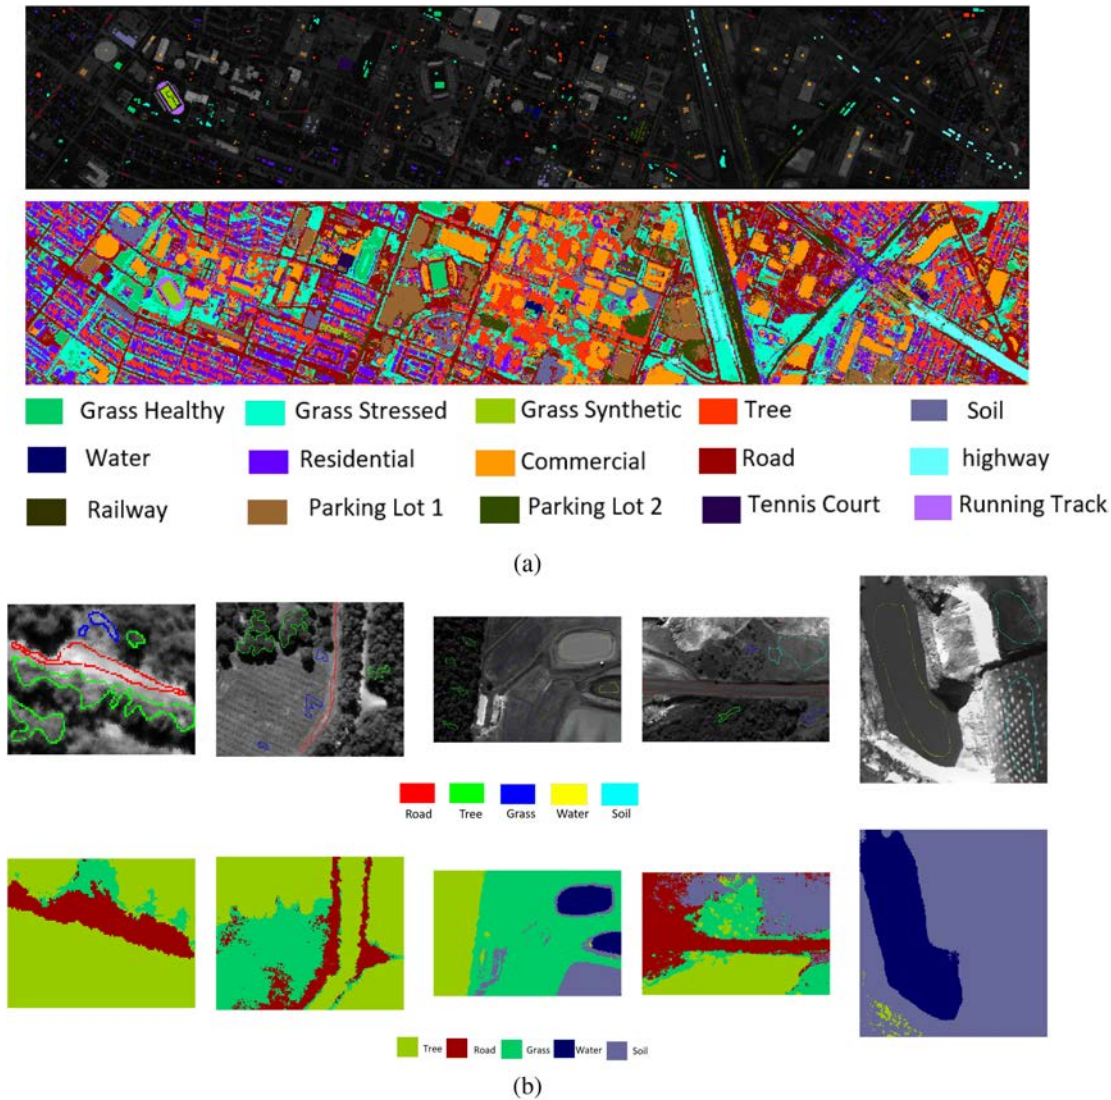 Grass Healthy Grass Stressed Grass Synthetic Tree Soil
Water Residential Commercial Road highway
Railway Parking Lot 1 Parking Lot 2 Tennis Court Running Track
(a)
Road Tree Grass Water Soil
Tree Road Grass Water Soil
(b)